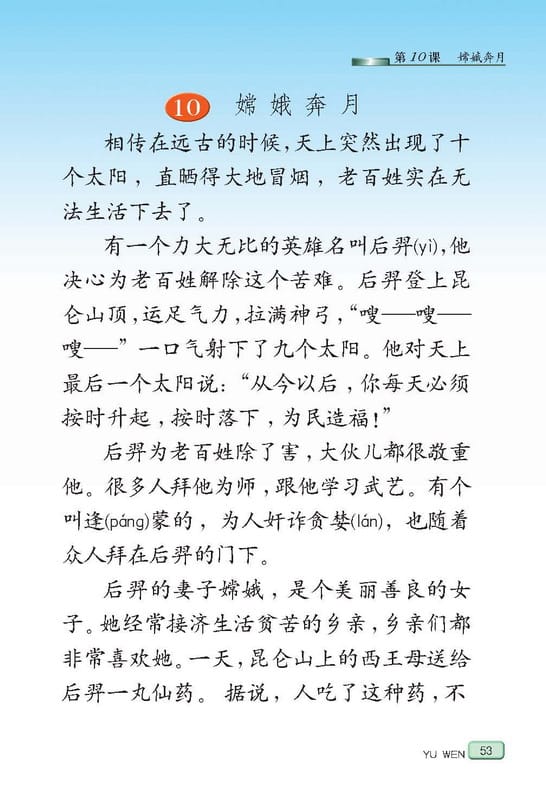 第10课 嫦娥奔月
10 嫦娥奔月
相传在远古的时候,天上突然出现了十
个太阳，直晒得大地冒烟，老百姓实在无
法生活下去了。
有一个力大无比的英雄名叫后羿(yì),他
决心为老百姓解除这个苦难。后羿登上昆
仑山顶,运足气力,拉满神弓,“嗖——嗖——
嗖——”一口气射下了九个太阳。他对天上
最后一个太阳说:“从今以后，你每天必须
按时升起，按时落下，为民造福!”
后羿为老百姓除了害，大伙儿都很敬重
他。很多人拜他为师，跟他学习武艺。有个
叫逄(páng)蒙的，为人奸诈贪婪(lán)，也随着
众人拜在后羿的门下。
后羿的妻子嫦娥，是个美丽善良的女
子。她经常接济生活贫苦的乡亲，乡亲们都
非常喜欢她。一天,昆仑山上的西王母送给
后羿一丸仙药。据说，人吃了这种药,不
YU WEN 53